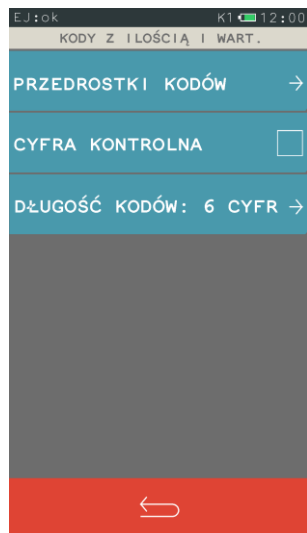 EJ:ok K1 12:00
KODY Z ILOŚCIĄ I WART.
PRZEDROSTKI KODÓW →
CYFRA KONTROLNA
DŁUGOŚĆ KODÓW: 6 CYFR →